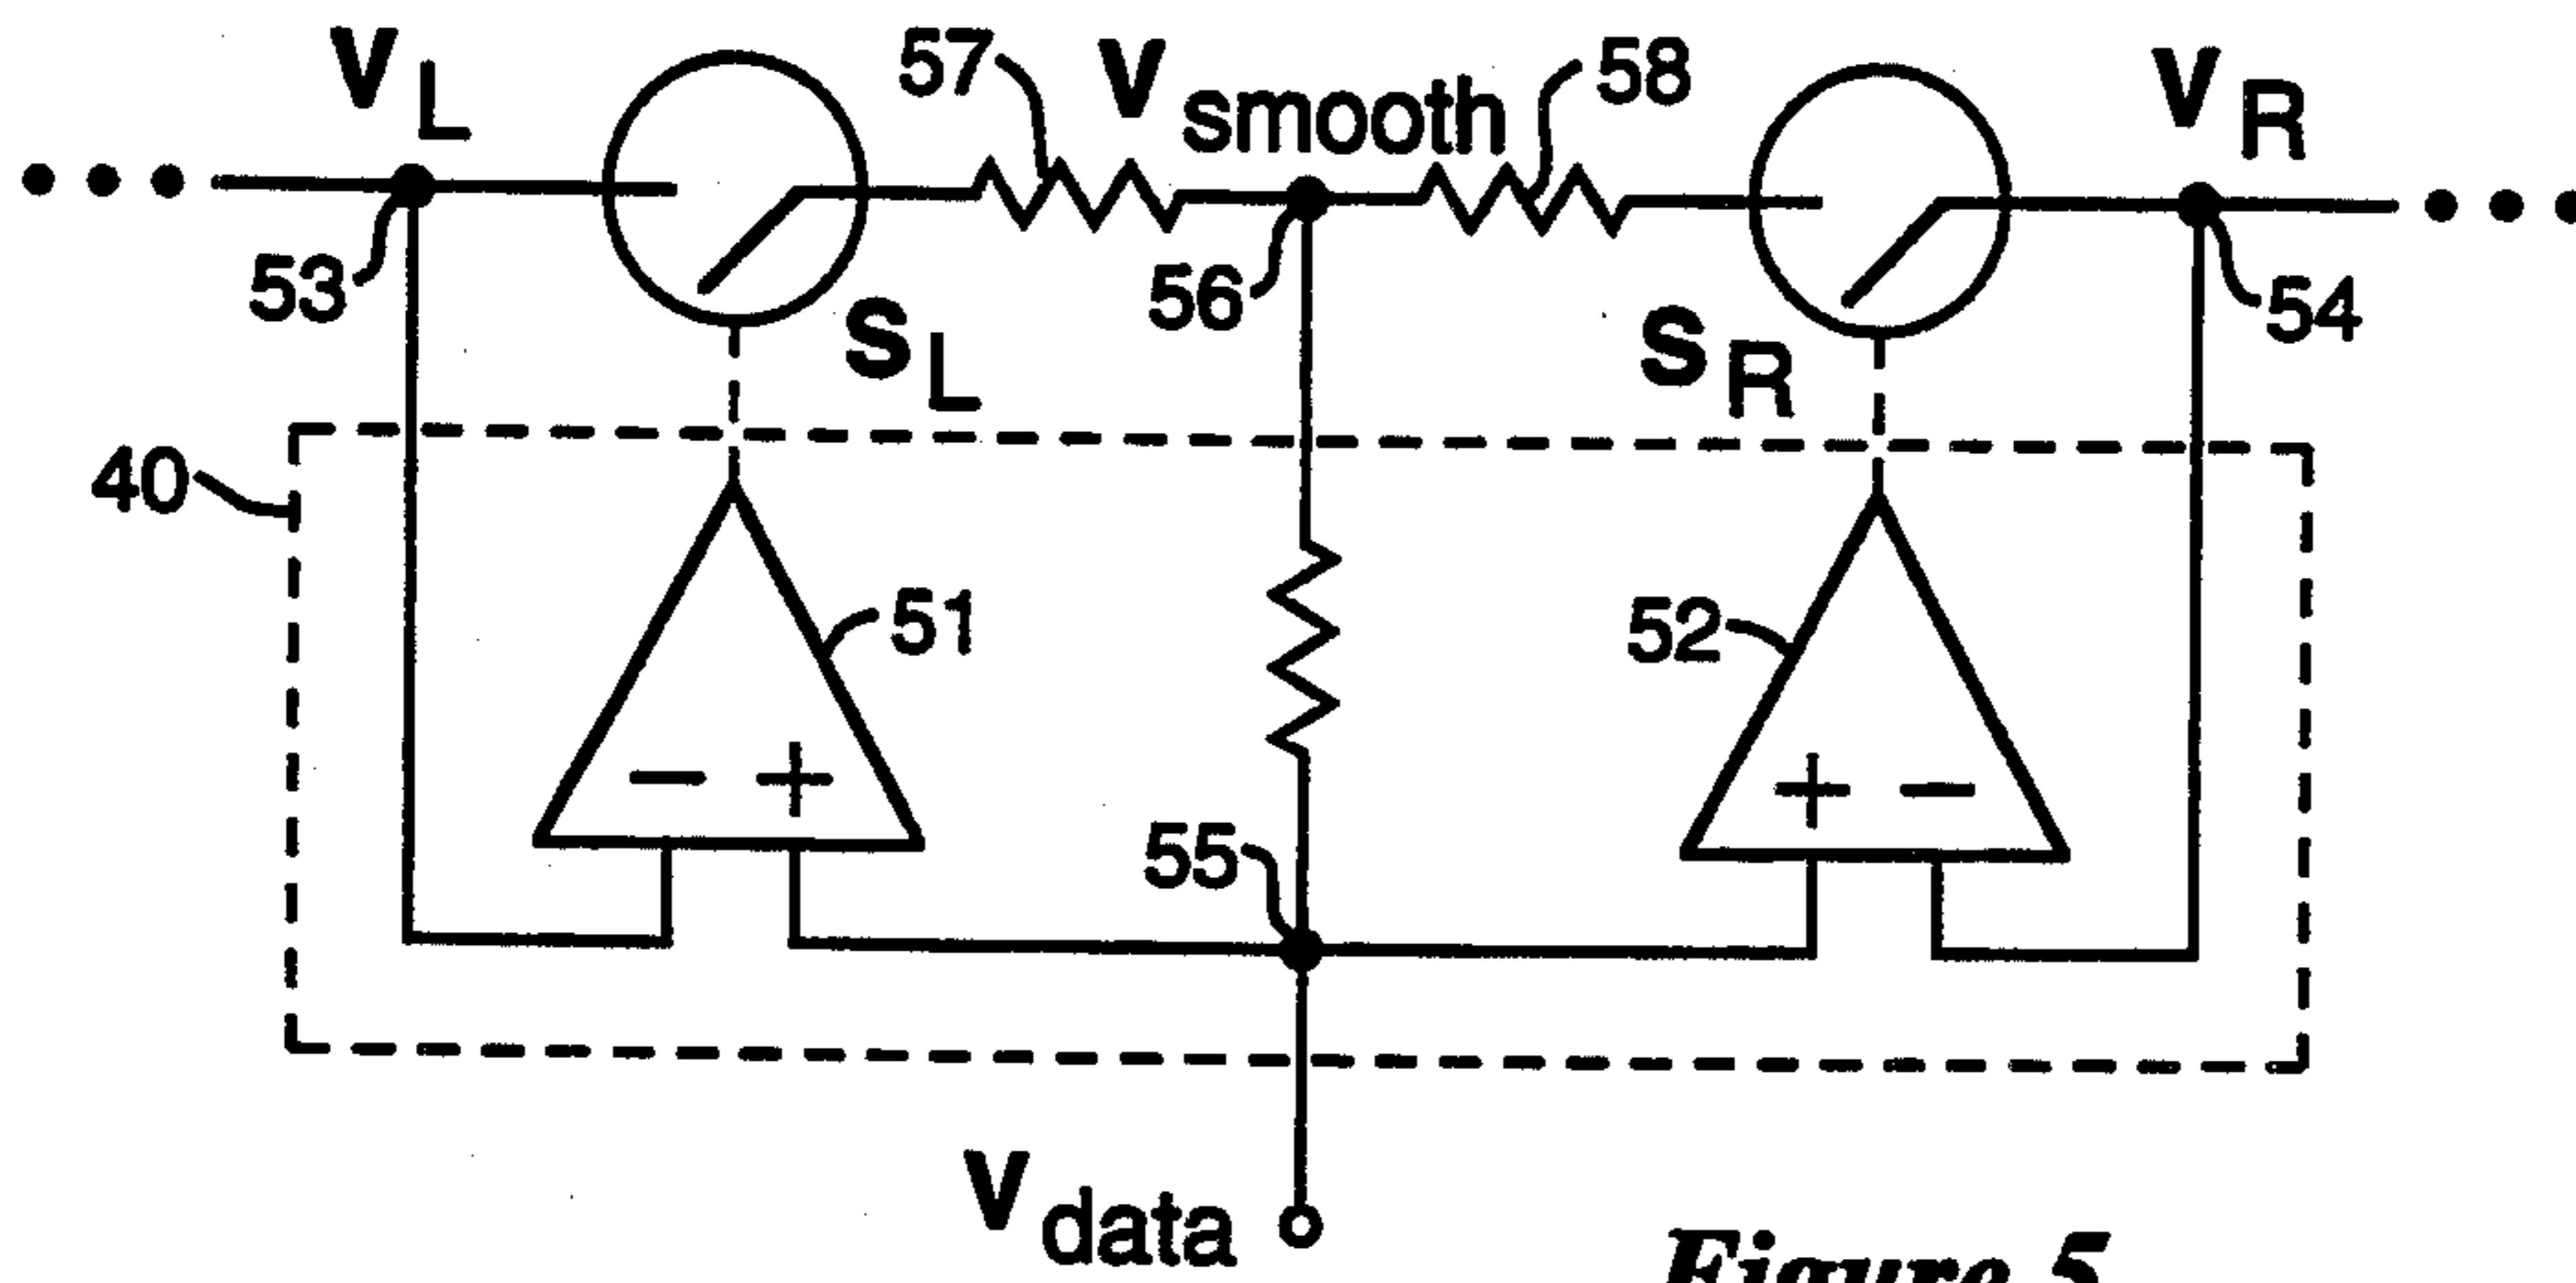 V L
57
V smooth
58
V R
53
S L
56
S R
54
40
51
52
− +
+ −
55
V data
Figure 5